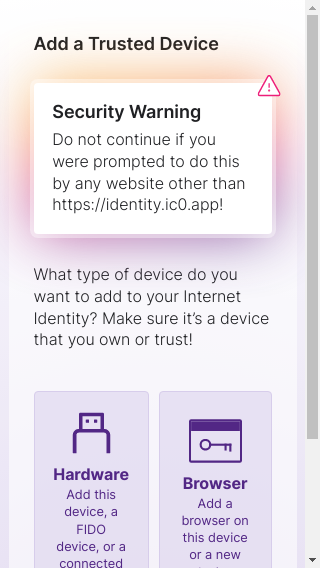 Add a Trusted Device
Security Warning
Do not continue if you
were prompted to do this
by any website other than
https://identity.ic0.app!
What type of device do you
want to add to your Internet
Identity? Make sure it’s a device
that you own or trust!
Hardware
Add this
device, a
FIDO
device, or a
connected
Browser
Add a
browser on
this device
or a new